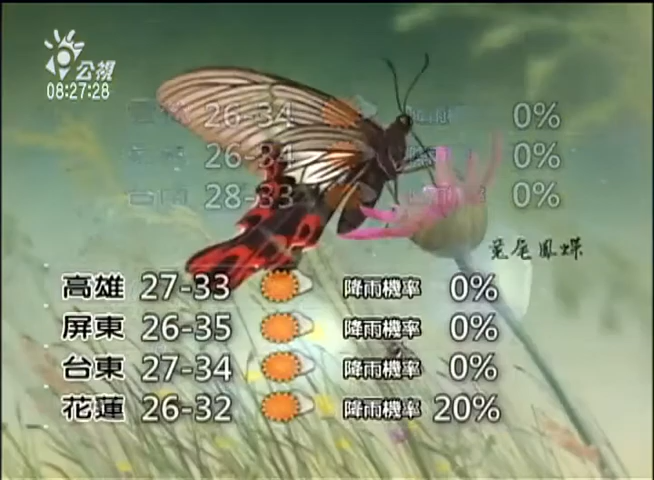 公視
08:27:28
26-34 0%
26-34 0%
28-33 0%
鳳蝶
高雄 27-33 降雨機率 0%
屏東 26-35 降雨機率 0%
台東 27-34 降雨機率 0%
花蓮 26-32 降雨機率 20%